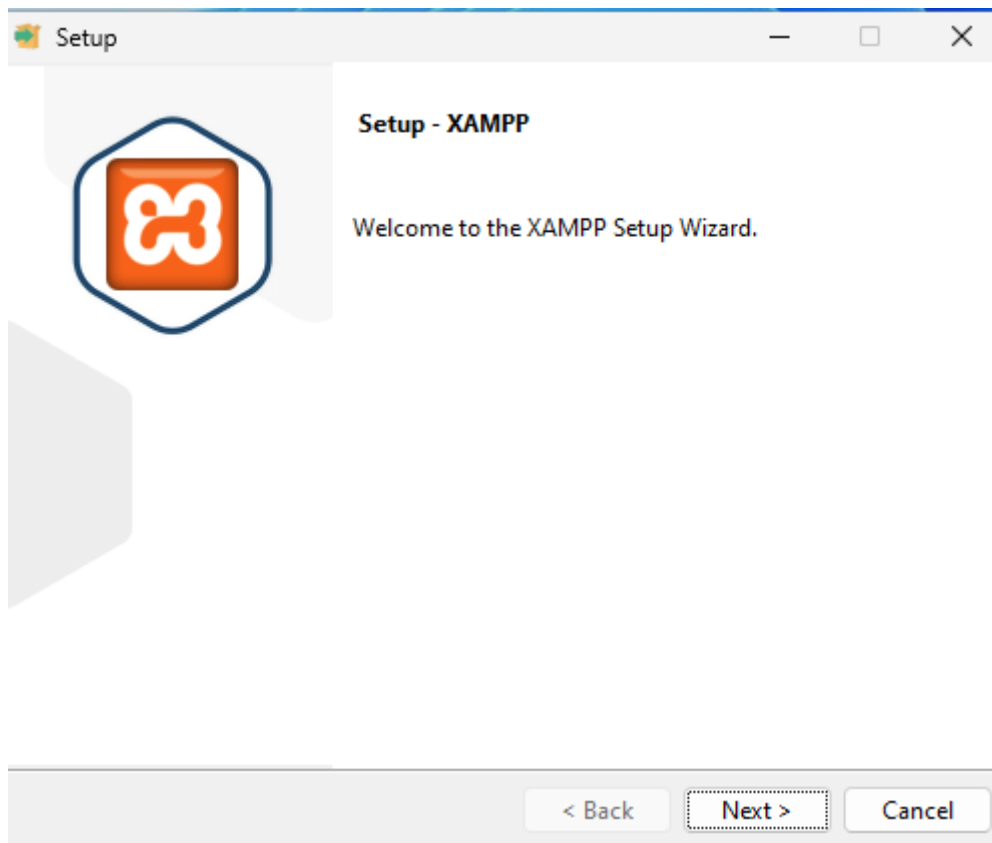 Setup
Setup - XAMPP
Welcome to the XAMPP Setup Wizard.
< Back
Next >
Cancel